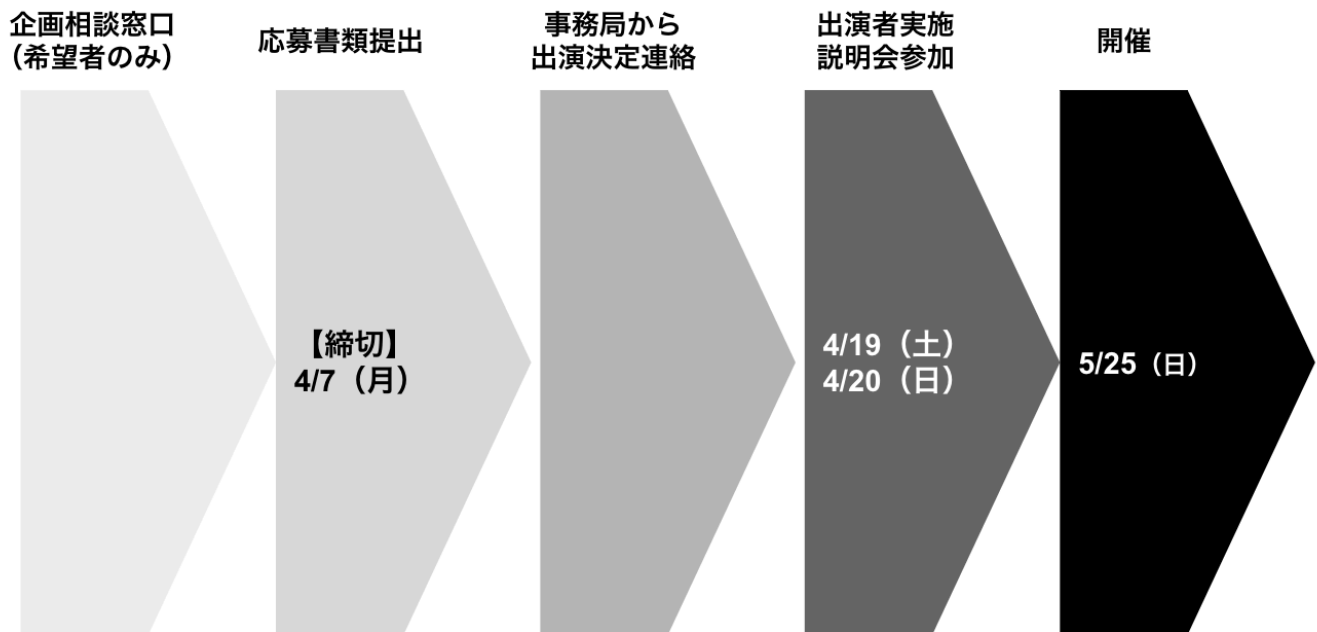 企画相談窓口
（希望者のみ）
応募書類提出
事務局から
出演決定連絡
出演者実施
説明会参加
開催
【締切】
4/7（月）
4/19（土）
4/20（日）
5/25（日）